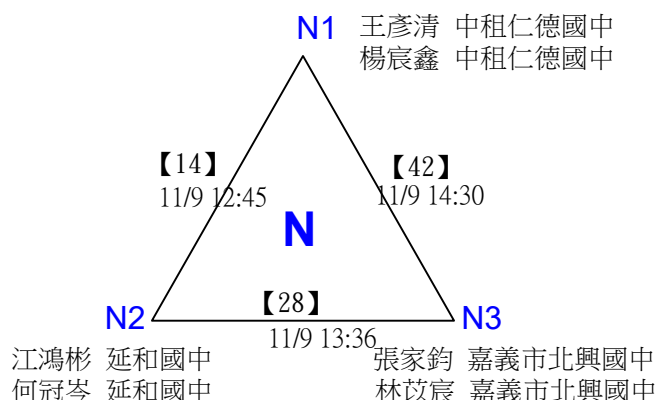 N1 王彥清 中租仁德國中
楊宸鑫 中租仁德國中
【14】
11/9 12:45
【42】
11/9 14:30
N
【28】
11/9 13:36
N2
N3
江鴻彬 延和國中
何冠岑 延和國中
張家鈞 嘉義市北興國中
林苡宸 嘉義市北興國中